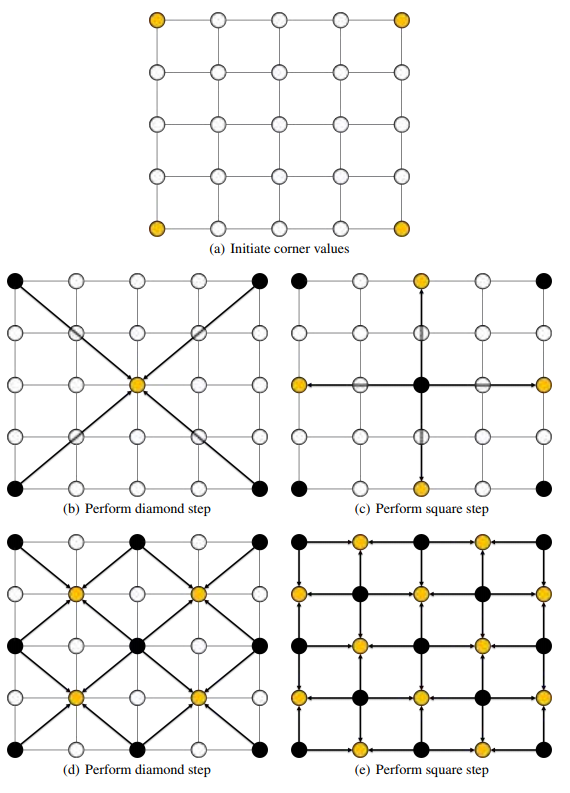 (a) Initiate corner values
(b) Perform diamond step
(c) Perform square step
(d) Perform diamond step
(e) Perform square step